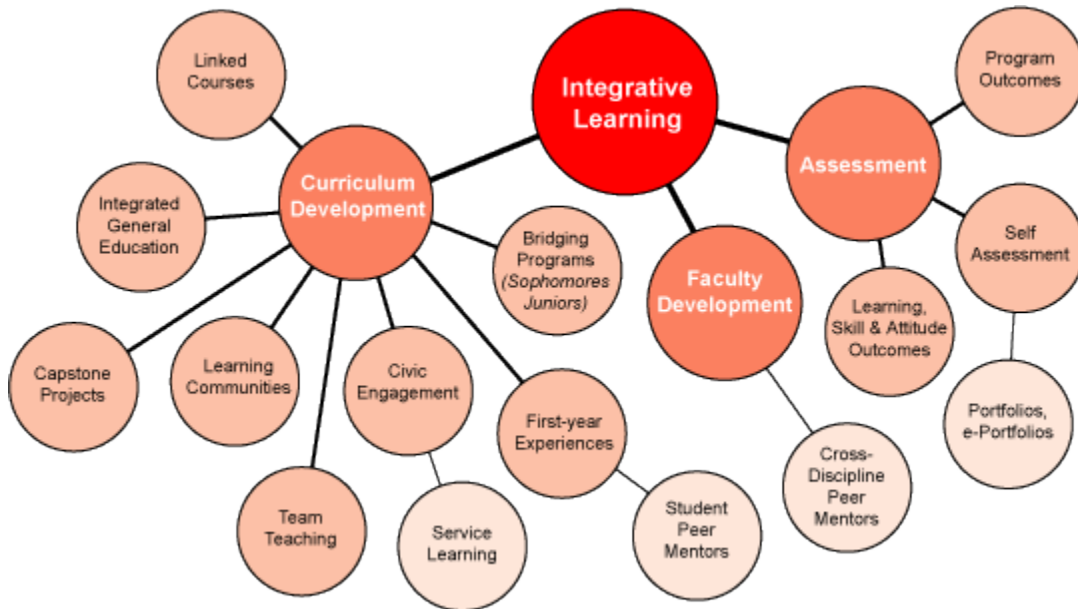 Integrative
Learning
Curriculum
Development
Linked
Courses
Integrated
General
Education
Capstone
Projects
Learning
Communities
Team
Teaching
Civic
Engagement
Service
Learning
First-year
Experiences
Student
Peer
Mentors
Bridging
Programs
(Sophomores
Juniors)
Faculty
Development
Cross-
Discipline
Peer
Mentors
Assessment
Program
Outcomes
Self
Assessment
Portfolios,
e-Portfolios
Learning,
Skill & Attitude
Outcomes